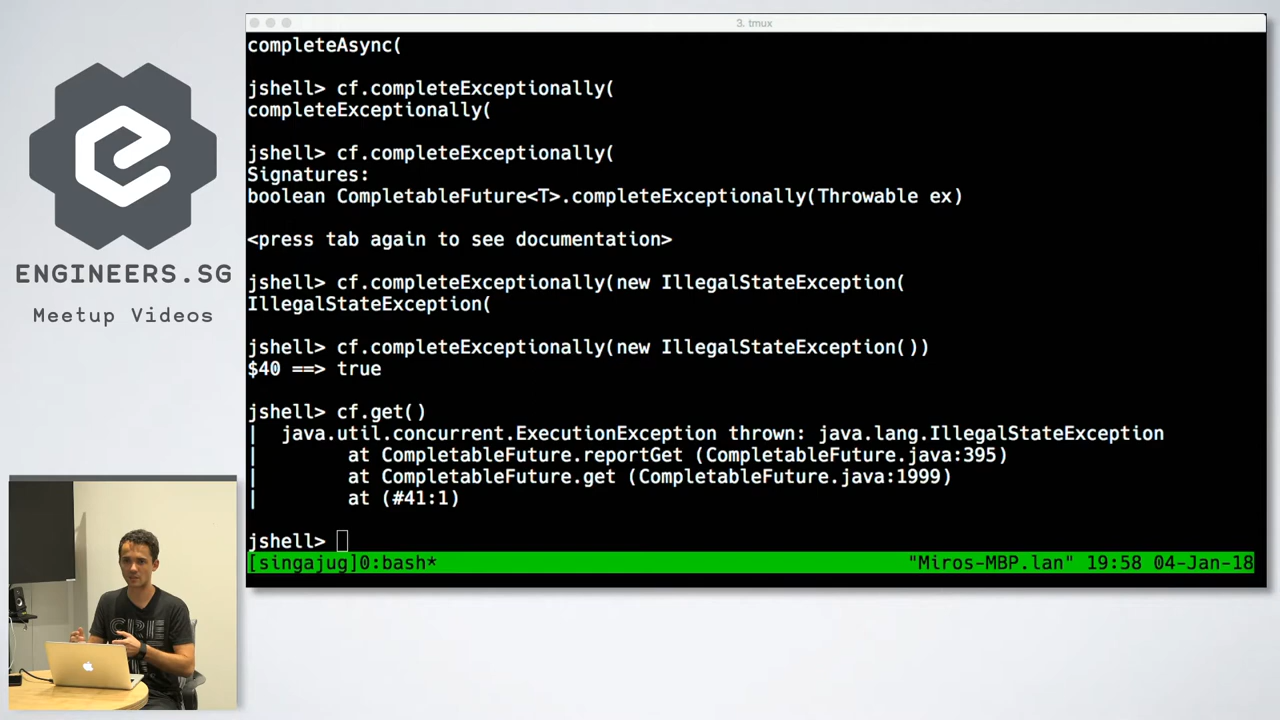 3. tmux
completeAsync(
jshell> cf.completeExceptionally(
completeExceptionally(
jshell> cf.completeExceptionally(
Signatures:
boolean CompletableFuture<T>.completeExceptionally(Throwable ex)
<press tab again to see documentation>
jshell> cf.completeExceptionally(new IllegalStateException(
IllegalStateException(
jshell> cf.completeExceptionally(new IllegalStateException())
$40 ==> true
jshell> cf.get()
|  java.util.concurrent.ExecutionException thrown: java.lang.IllegalStateException
|        at CompletableFuture.reportGet (CompletableFuture.java:395)
|        at CompletableFuture.get (CompletableFuture.java:1999)
|        at (#41:1)
jshell>
[singajug]0:bash* "Miros-MBP.lan" 19:58 04-Jan-18
ENGINEERS.SG
Meetup Videos